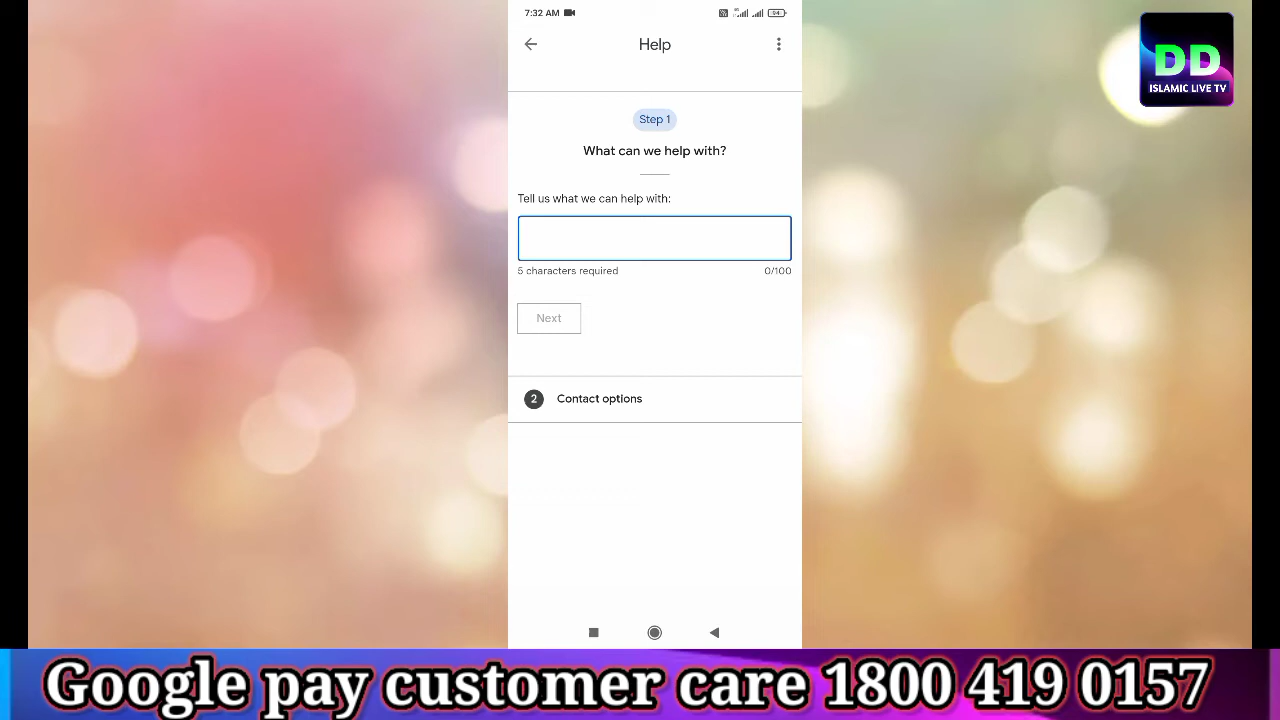 7:32 AM
94
Help
DD
ISLAMIC LIVE TV
Step 1
What can we help with?
Tell us what we can help with:
5 characters required 0/100
Next
2 Contact options
Google pay customer care 1800 419 0157